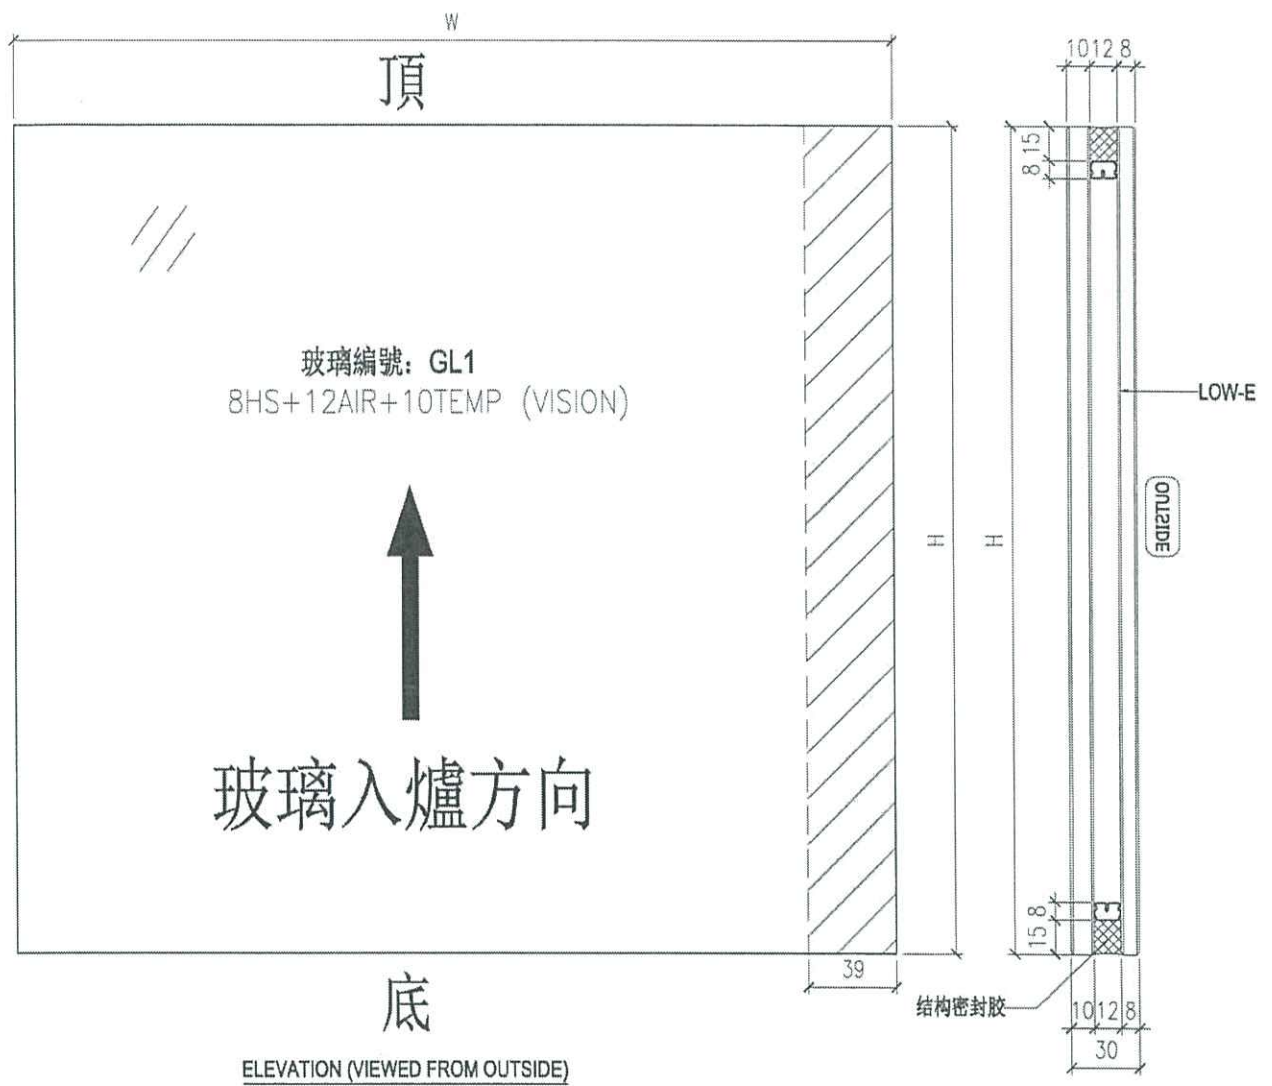 W
頂
10 12 8
15
8
玻璃編號: GL1
8HS+12AIR+10TEMP (VISION)
LOW-E
OUTSIDE
H
H
玻璃入爐方向
8
15
39
结构密封胶
10 12 8
30
底
ELEVATION (VIEWED FROM OUTSIDE)